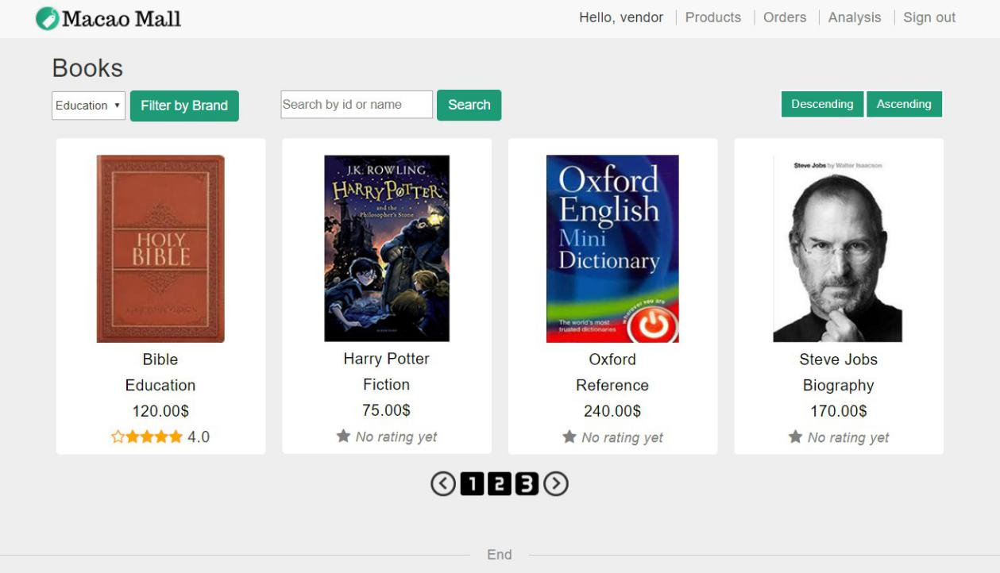 Macao Mall
Hello, vendor
Products
Orders
Analysis
Sign out
Books
Education
Filter by Brand
Search by id or name
Search
Descending
Ascending
HOLY
BIBLE
J.K. ROWLING
HARRY POTTER
and the
Philosopher's Stone
Oxford
English
Mini
Dictionary
wherever you are
The world's most
trusted dictionaries
Steve Jobs by Walter Isaacson
Bible
Education
120.00$
4.0
Harry Potter
Fiction
75.00$
No rating yet
Oxford
Reference
240.00$
No rating yet
Steve Jobs
Biography
170.00$
No rating yet
1 2 3
End